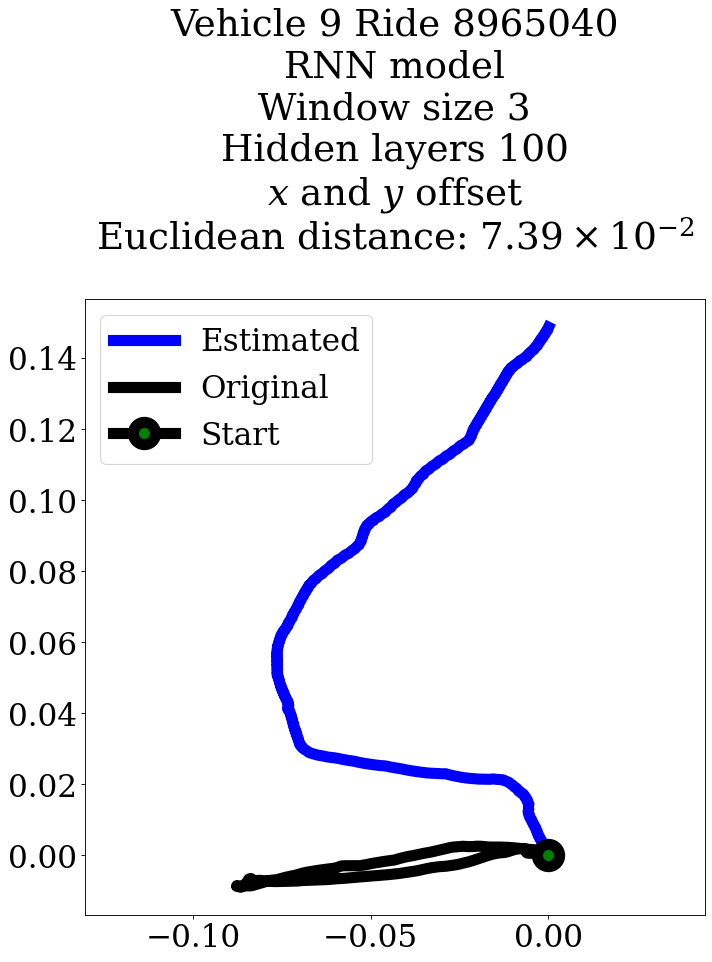 Vehicle 9 Ride 8965040
RNN model
Window size 3
Hidden layers 100
x and y offset
Euclidean distance: 7.39 × 10⁻²
Estimated
Original
Start
0.14
0.12
0.10
0.08
0.06
0.04
0.02
0.00
−0.10 −0.05 0.00